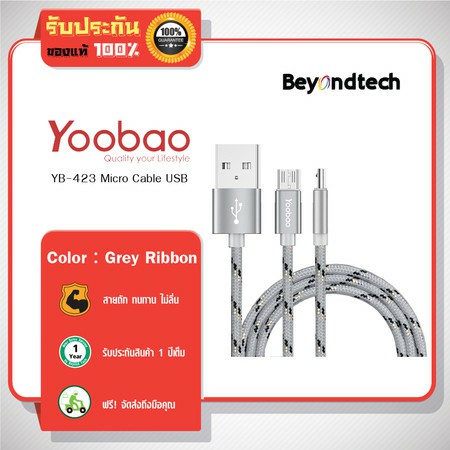 รับประกัน
ของแท้ 100%
100%
GUARANTEE
Beyondtech
Yoobao
Quality your Lifestyle
YB-423 Micro Cable USB
Yoobao
Color : Grey Ribbon
สายถัก ทนทาน ไม่ลื่น
1
Year
รับประกันสินค้า 1 ปีเต็ม
ฟรี! จัดส่งถึงมือคุณ